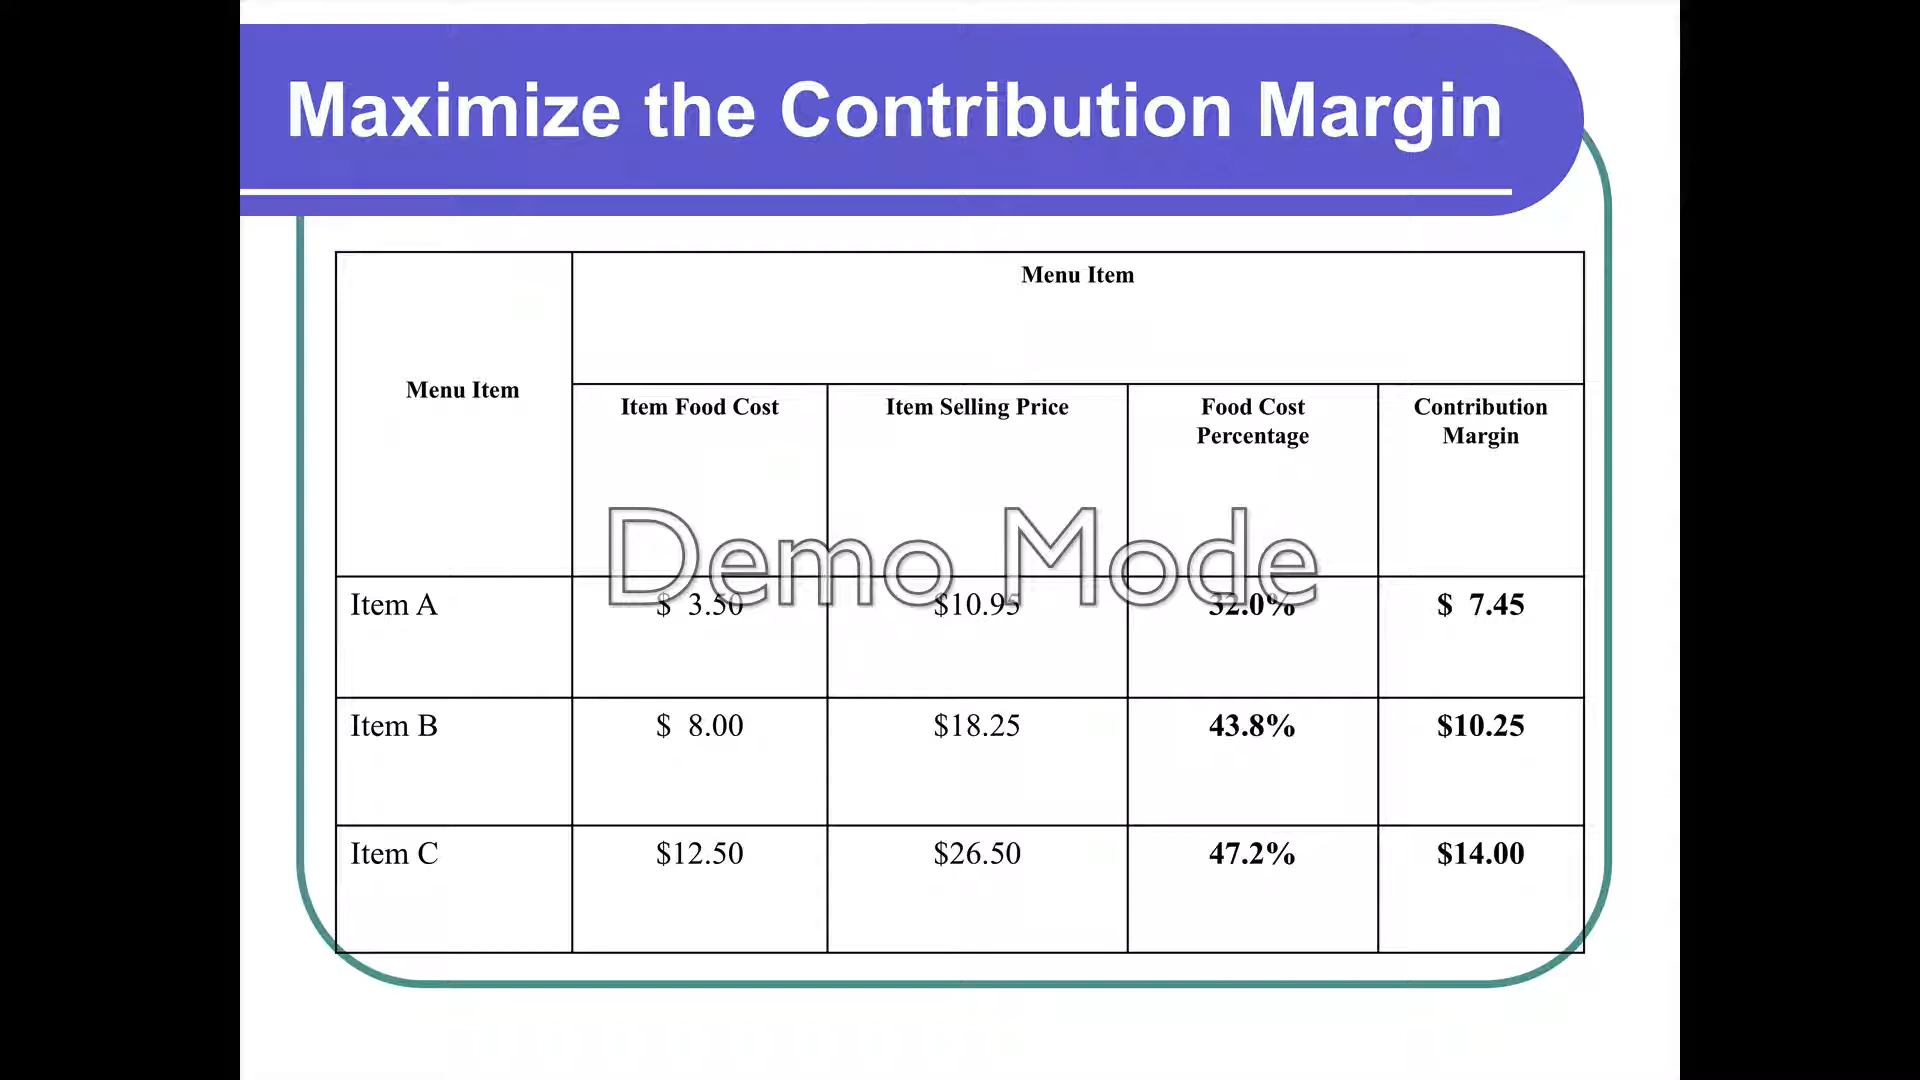 Maximize the Contribution Margin
Menu Item
Menu Item
Item Food Cost Item Selling Price Food Cost Percentage Contribution Margin
Demo Mode
Item A $ 3.50 $10.95 32.0% $ 7.45
Item B $ 8.00 $18.25 43.8% $10.25
Item C $12.50 $26.50 47.2% $14.00